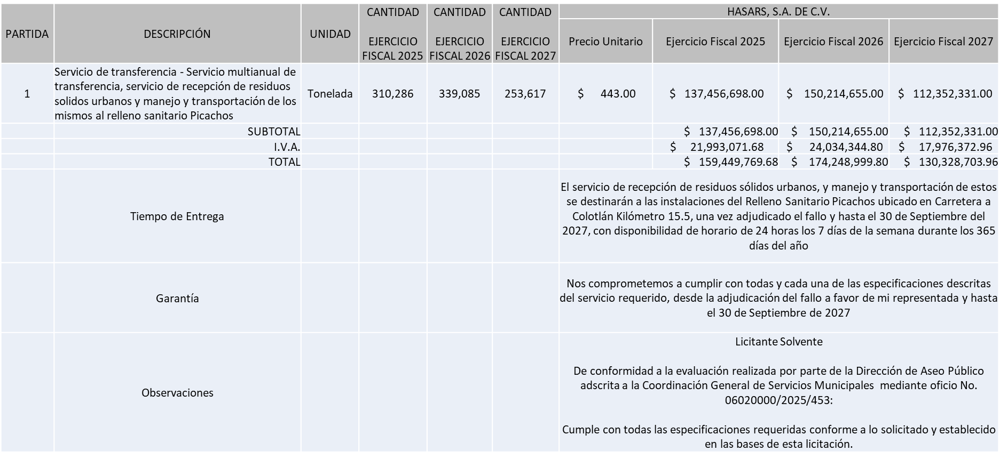 PARTIDA
DESCRIPCIÓN
UNIDAD
CANTIDAD
EJERCICIO
FISCAL 2025
CANTIDAD
EJERCICIO
FISCAL 2026
CANTIDAD
EJERCICIO
FISCAL 2027
HASARS, S.A. DE C.V.
Precio Unitario
Ejercicio Fiscal 2025
Ejercicio Fiscal 2026
Ejercicio Fiscal 2027
1
Servicio de transferencia - Servicio multianual de
transferencia, servicio de recepción de residuos
solidos urbanos y manejo y transportación de los
mismos al relleno sanitario Picachos
Tonelada
310,286
339,085
253,617
$ 443.00
$ 137,456,698.00
$ 150,214,655.00
$ 112,352,331.00
SUBTOTAL
$ 137,456,698.00
$ 150,214,655.00
$ 112,352,331.00
I.V.A.
$ 21,993,071.68
$ 24,034,344.80
$ 17,976,372.96
TOTAL
$ 159,449,769.68
$ 174,248,999.80
$ 130,328,703.96
Tiempo de Entrega
El servicio de recepción de residuos sólidos urbanos, y manejo y transportación de estos
se destinarán a las instalaciones del Relleno Sanitario Picachos ubicado en Carretera a
Colotlán Kilómetro 15.5, una vez adjudicado el fallo y hasta el 30 de Septiembre del
2027, con disponibilidad de horario de 24 horas los 7 días de la semana durante los 365
días del año
Garantía
Nos comprometemos a cumplir con todas y cada una de las especificaciones descritas
del servicio requerido, desde la adjudicación del fallo a favor de mi representada y hasta
el 30 de Septiembre de 2027
Observaciones
Licitante Solvente
De conformidad a la evaluación realizada por parte de la Dirección de Aseo Público
adscrita a la Coordinación General de Servicios Municipales mediante oficio No.
06020000/2025/453:
Cumple con todas las especificaciones requeridas conforme a lo solicitado y establecido
en las bases de esta licitación.